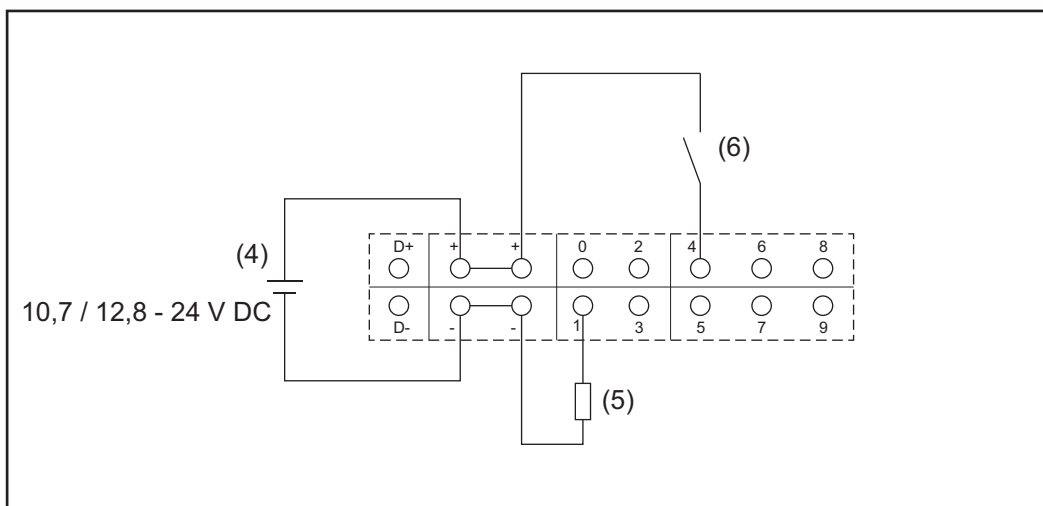 (6)
(4)
10,7 / 12,8 - 24 V DC
D+ + + 0 2 4 6 8
D- - - 1 3 5 7 9
(5)